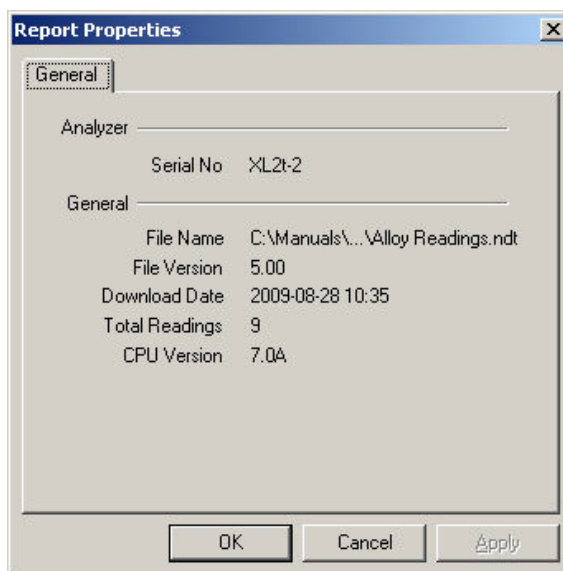 Report Properties
General
Analyzer
Serial No XL2t-2
General
File Name C:\Manuals\...\Alloy Readings.ndt
File Version 5.00
Download Date 2009-08-28 10:35
Total Readings 9
CPU Version 7.0A
OK Cancel Apply